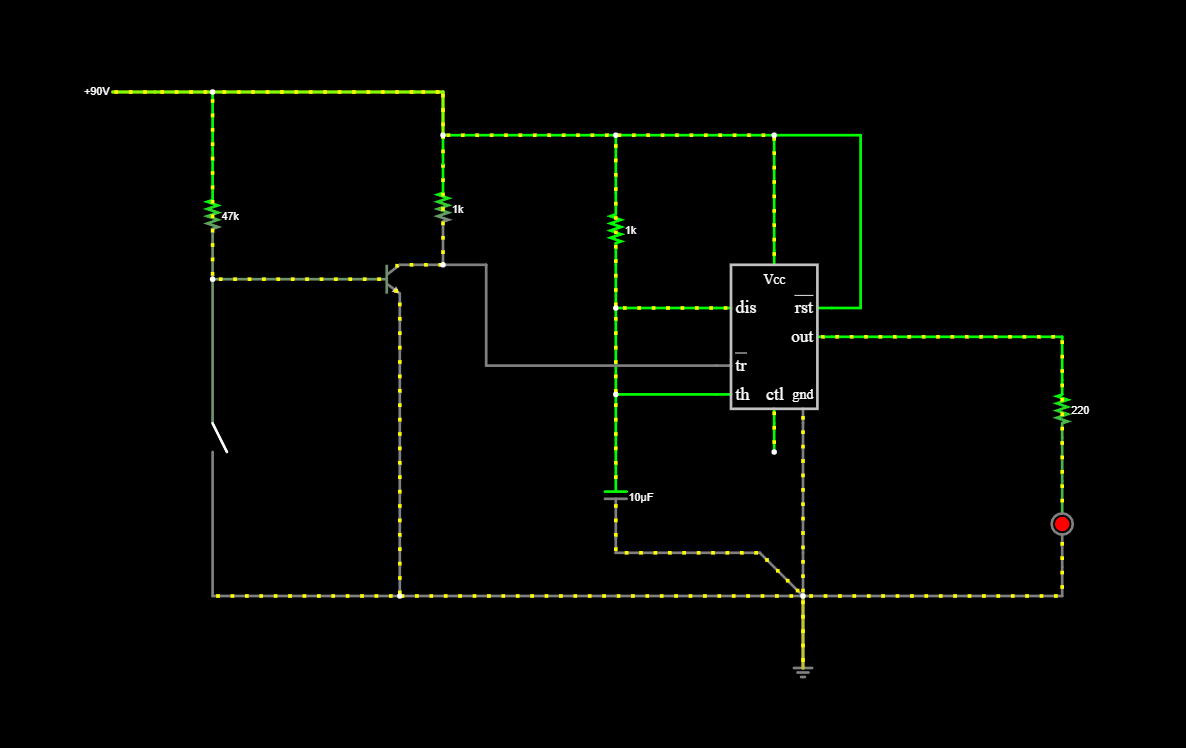 +90V
47k
1k
1k
Vcc
dis
rst
out
tr
th
ctl
gnd
220
10µF